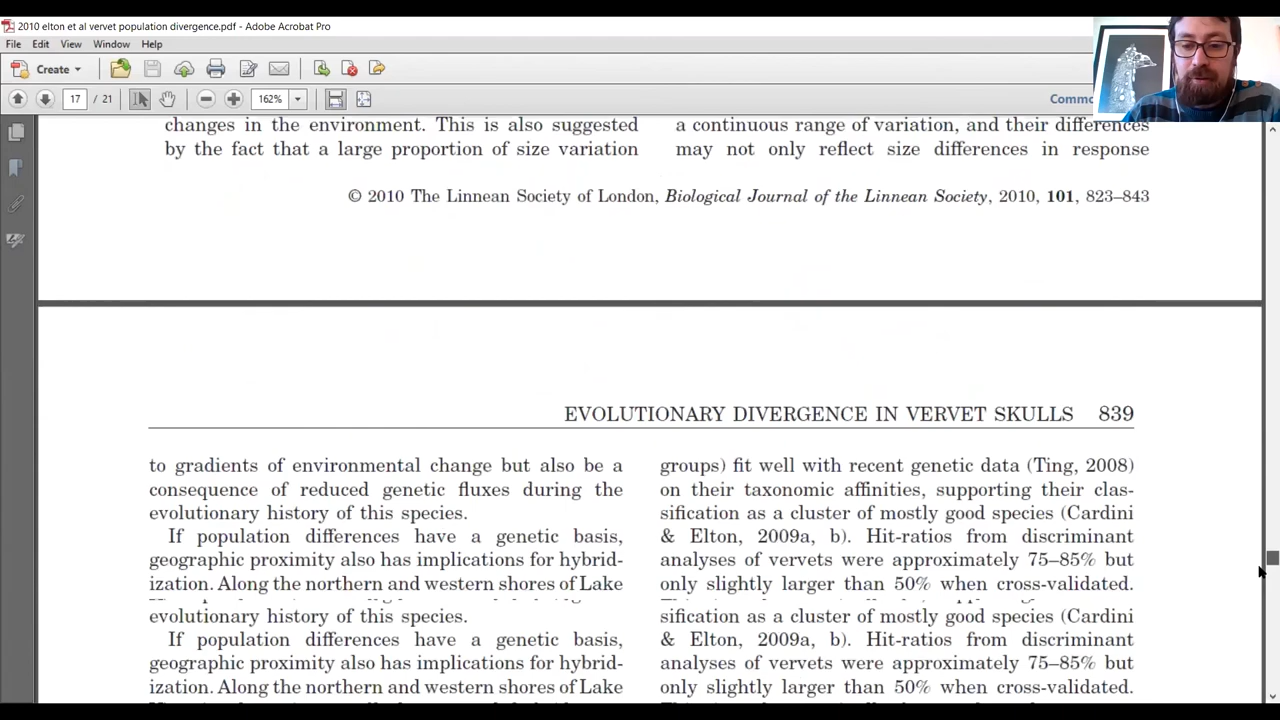 2010 elton et al vervet population divergence.pdf - Adobe Acrobat Pro
File Edit View Window Help
Create
17 / 21
162%
changes in the environment. This is also suggested
by the fact that a large proportion of size variation
a continuous range of variation, and their differences
may not only reflect size differences in response
© 2010 The Linnean Society of London, Biological Journal of the Linnean Society, 2010, 101, 823–843
EVOLUTIONARY DIVERGENCE IN VERVET SKULLS 839
to gradients of environmental change but also be a
consequence of reduced genetic fluxes during the
evolutionary history of this species.
If population differences have a genetic basis,
geographic proximity also has implications for hybrid-
ization. Along the northern and western shores of Lake
evolutionary history of this species.
If population differences have a genetic basis,
geographic proximity also has implications for hybrid-
ization. Along the northern and western shores of Lake
groups) fit well with recent genetic data (Ting, 2008)
on their taxonomic affinities, supporting their clas-
sification as a cluster of mostly good species (Cardini
& Elton, 2009a, b). Hit-ratios from discriminant
analyses of vervets were approximately 75–85% but
only slightly larger than 50% when cross-validated.
sification as a cluster of mostly good species (Cardini
& Elton, 2009a, b). Hit-ratios from discriminant
analyses of vervets were approximately 75–85% but
only slightly larger than 50% when cross-validated.